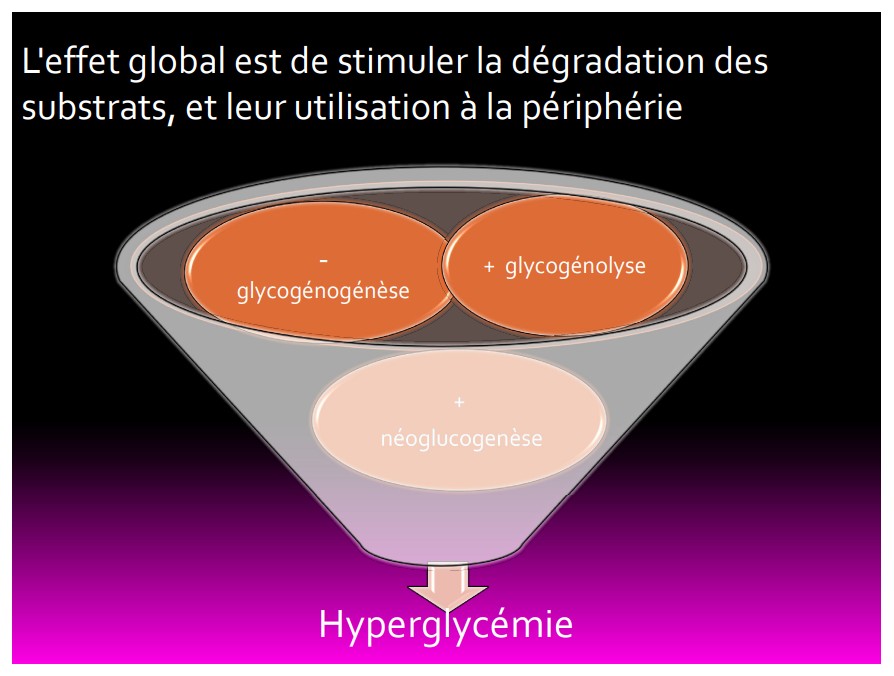 L'effet global est de stimuler la dégradation des
substrats, et leur utilisation à la périphérie
-
glycogénogénèse
+ glycogénolyse
+
néoglucogenèse
Hyperglycémie